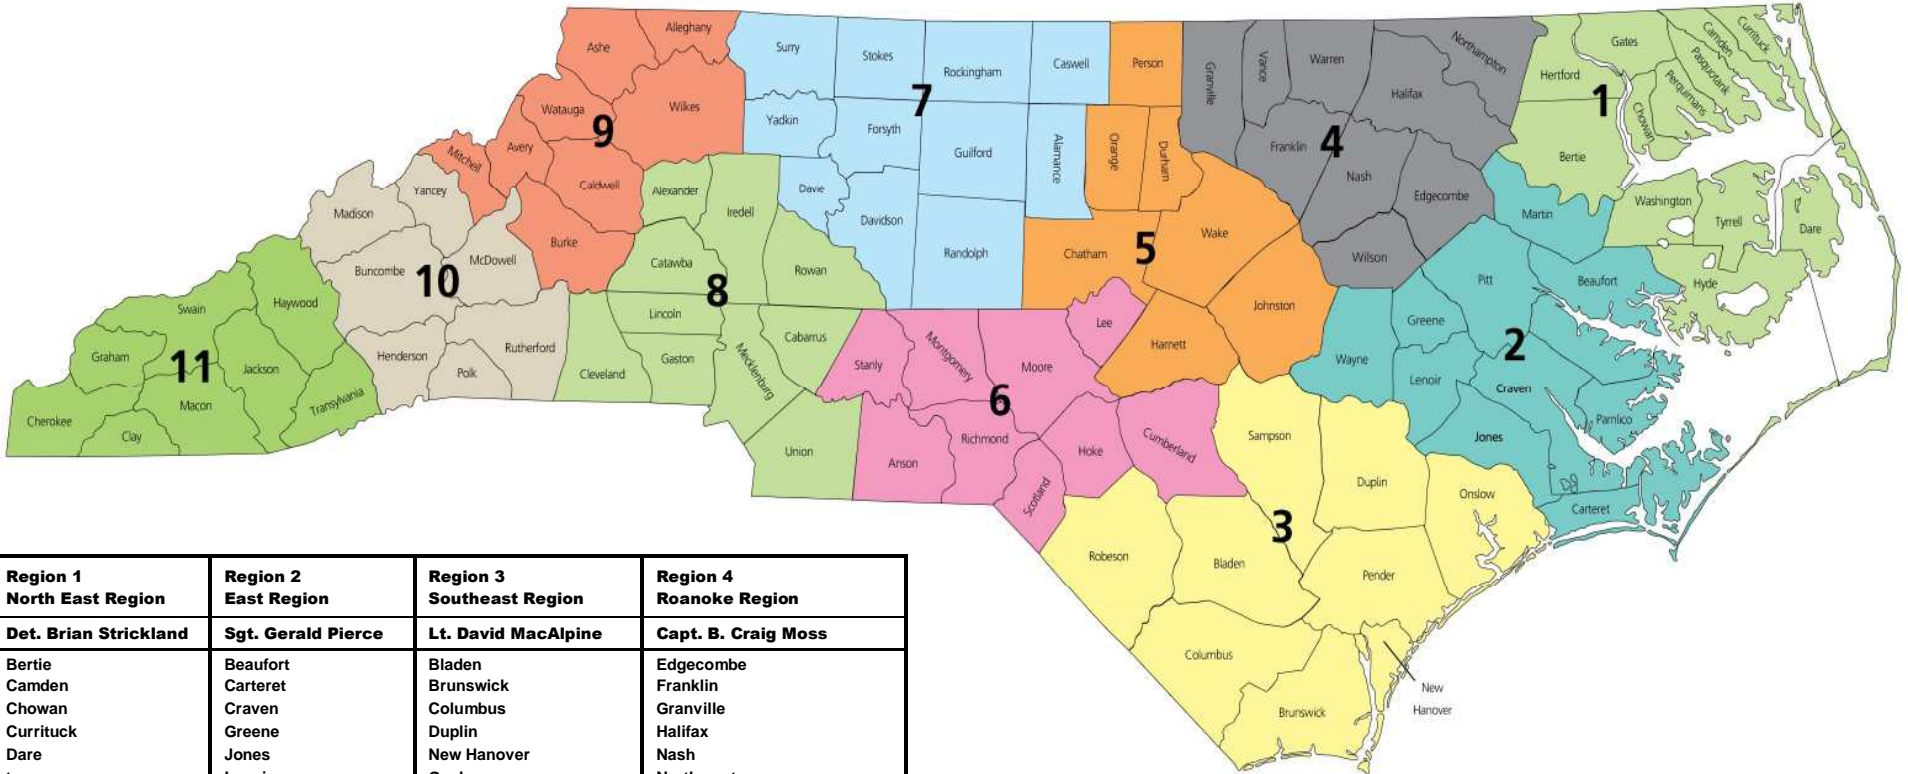 Alleghany
Ashe
Surry
Stokes
Rockingham
Caswell
Person
Granville
Vance
Warren
Northampton
Halifax
Hertford
Gates
Currituck
Camden
Pasquotank
Perquimans
Chowan
1
Watauga
Wilkes
9
7
Yadkin
Forsyth
Guilford
Alamance
Orange
Durham
Franklin
4
Nash
Edgecombe
Bertie
Mitchell
Avery
Caldwell
Yancey
Madison
Alexander
Iredell
Davie
Davidson
Randolph
Chatham
5
Wake
Wilson
Martin
Washington
Tyrrell
Dare
Burke
McDowell
Buncombe
10
Catawba
8
Rowan
Johnston
Pitt
Beaufort
Hyde
Haywood
Swain
Lincoln
Cabarrus
Lee
Harnett
Greene
2
Wayne
Graham
11
Jackson
Henderson
Polk
Rutherford
Cleveland
Gaston
Mecklenburg
Stanly
Montgomery
Moore
6
Lenoir
Craven
Pamlico
Cherokee
Clay
Macon
Transylvania
Union
Anson
Richmond
Scotland
Hoke
Cumberland
Sampson
Duplin
Jones
Onslow
Carteret
3
Robeson
Bladen
Pender
Columbus
Brunswick
New
Hanover
Region 1 Region 2 Region 3 Region 4
North East Region East Region Southeast Region Roanoke Region
Det. Brian Strickland Sgt. Gerald Pierce Lt. David MacAlpine Capt. B. Craig Moss
Bertie Beaufort Bladen Edgecombe
Camden Carteret Brunswick Franklin
Chowan Craven Columbus Granville
Currituck Greene Duplin Halifax
Dare Jones New Hanover Nash